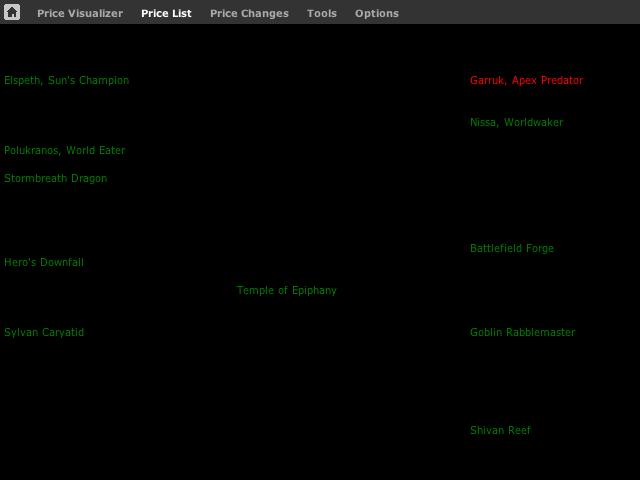 Price Visualizer Price List Price Changes Tools Options
Elspeth, Sun's Champion
Garruk, Apex Predator
Nissa, Worldwaker
Polukranos, World Eater
Stormbreath Dragon
Battlefield Forge
Hero's Downfall
Temple of Epiphany
Sylvan Caryatid
Goblin Rabblemaster
Shivan Reef